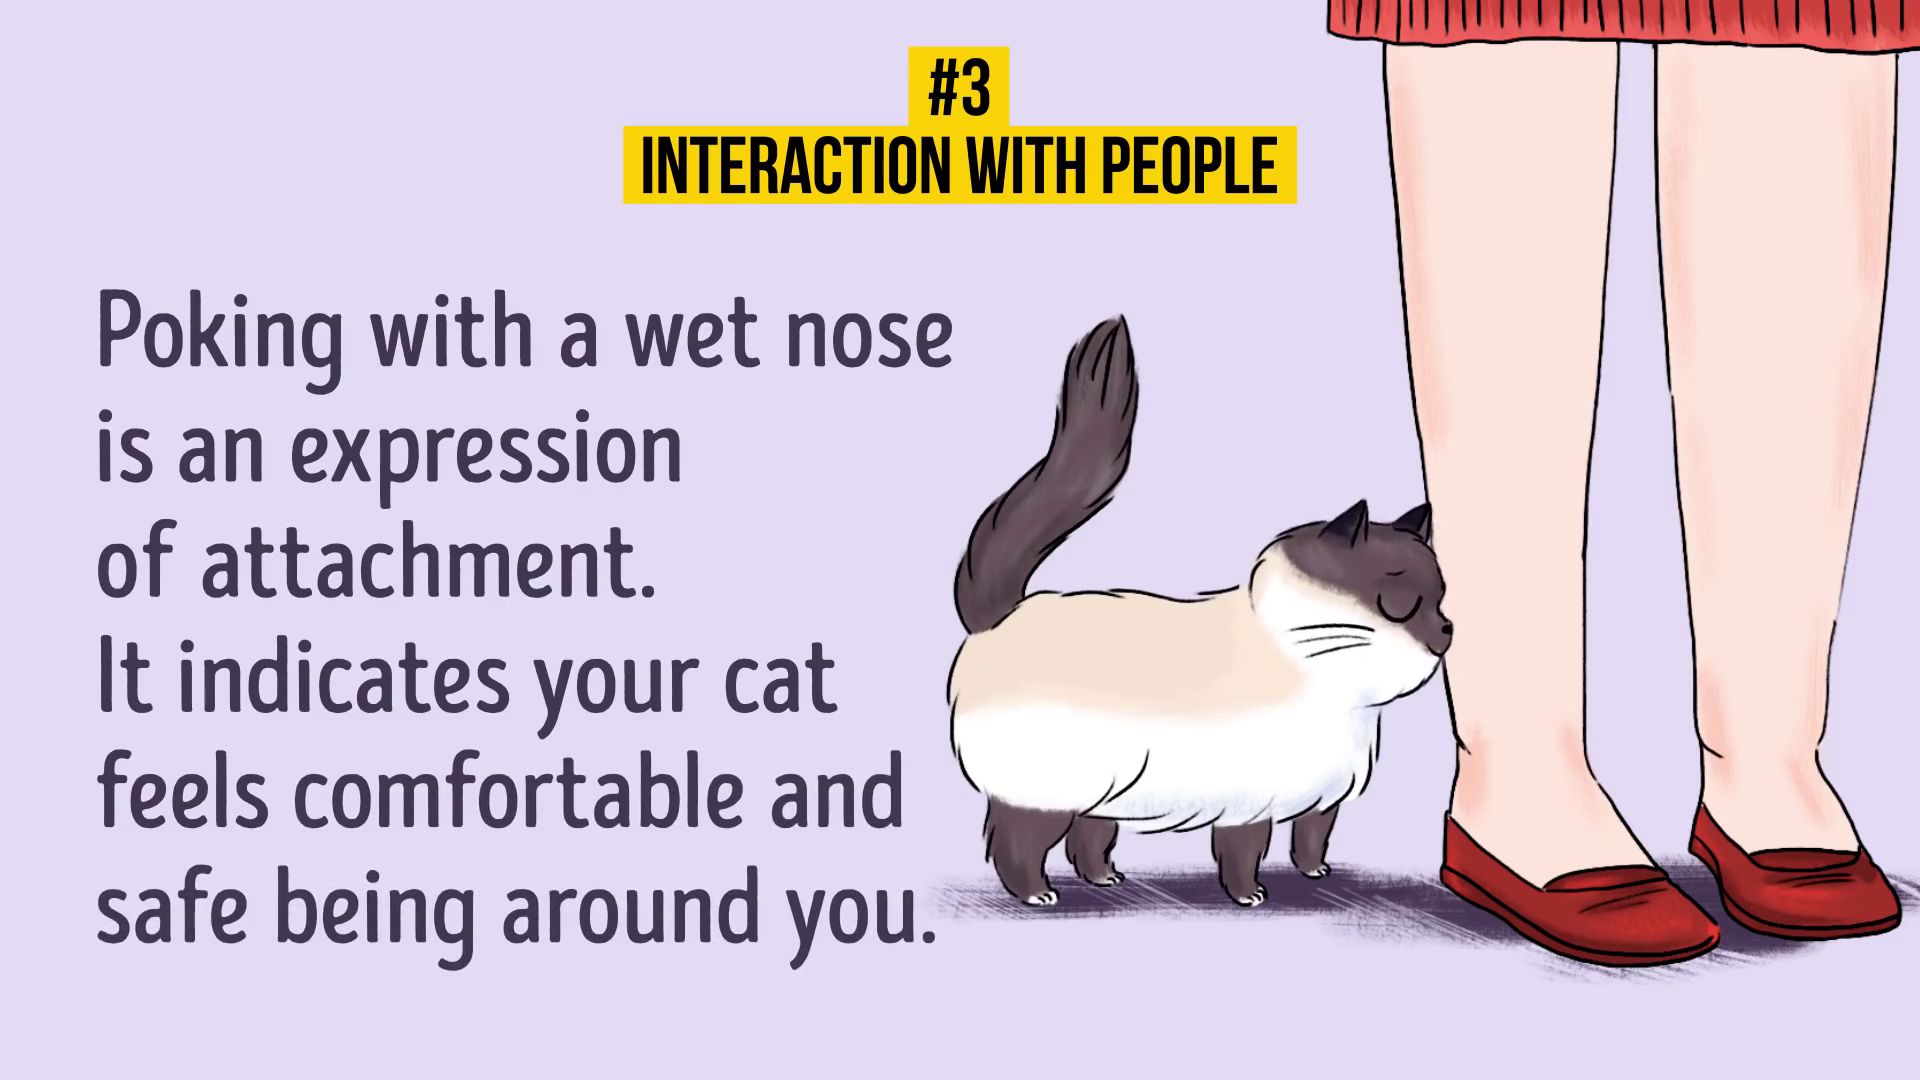 #3
INTERACTION WITH PEOPLE
Poking with a wet nose
is an expression
of attachment.
It indicates your cat
feels comfortable and
safe being around you.